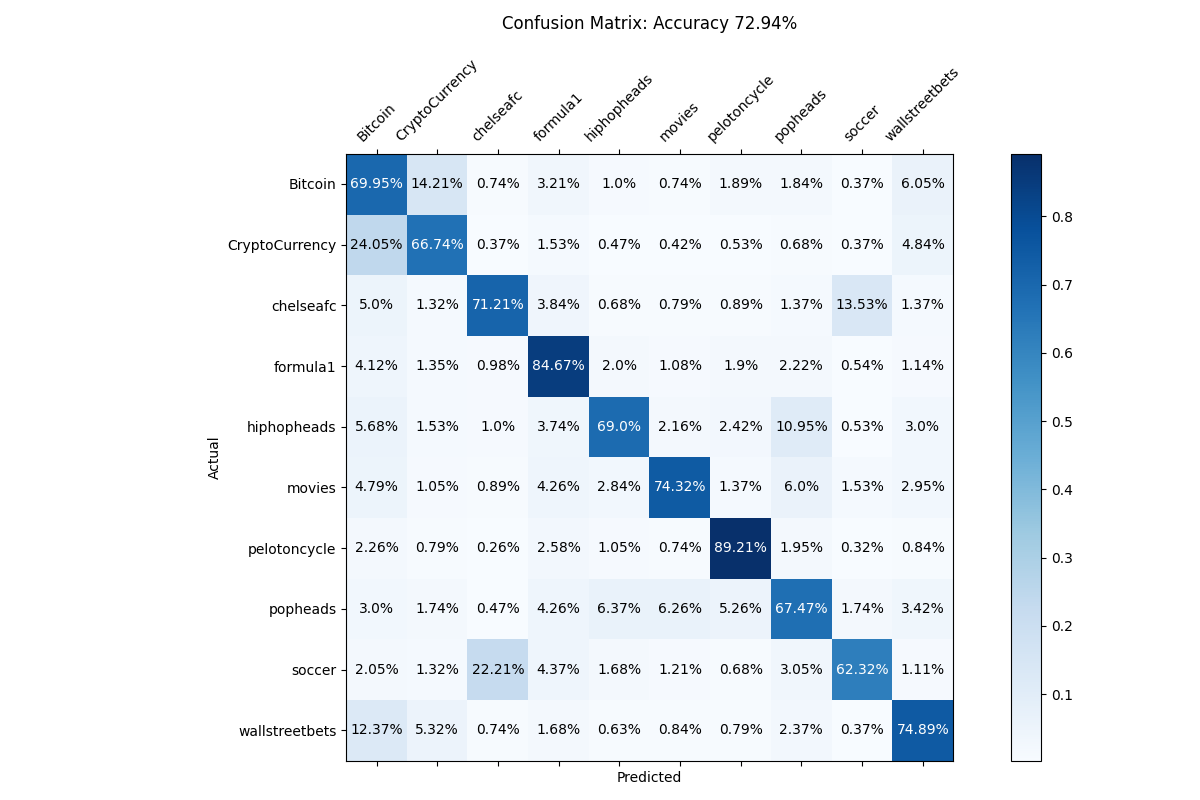 Confusion Matrix: Accuracy 72.94%
Bitcoin CryptoCurrency chelseafc formula1 hiphopheads movies pelotoncycle popheads soccer wallstreetbets
Bitcoin 69.95% 14.21% 0.74% 3.21% 1.0% 0.74% 1.89% 1.84% 0.37% 6.05%
CryptoCurrency 24.05% 66.74% 0.37% 1.53% 0.47% 0.42% 0.53% 0.68% 0.37% 4.84%
chelseafc 5.0% 1.32% 71.21% 3.84% 0.68% 0.79% 0.89% 1.37% 13.53% 1.37%
formula1 4.12% 1.35% 0.98% 84.67% 2.0% 1.08% 1.9% 2.22% 0.54% 1.14%
hiphopheads 5.68% 1.53% 1.0% 3.74% 69.0% 2.16% 2.42% 10.95% 0.53% 3.0%
movies 4.79% 1.05% 0.89% 4.26% 2.84% 74.32% 1.37% 6.0% 1.53% 2.95%
pelotoncycle 2.26% 0.79% 0.26% 2.58% 1.05% 0.74% 89.21% 1.95% 0.32% 0.84%
popheads 3.0% 1.74% 0.47% 4.26% 6.37% 6.26% 5.26% 67.47% 1.74% 3.42%
soccer 2.05% 1.32% 22.21% 4.37% 1.68% 1.21% 0.68% 3.05% 62.32% 1.11%
wallstreetbets 12.37% 5.32% 0.74% 1.68% 0.63% 0.84% 0.79% 2.37% 0.37% 74.89%
Actual
Predicted
0.8
0.7
0.6
0.5
0.4
0.3
0.2
0.1